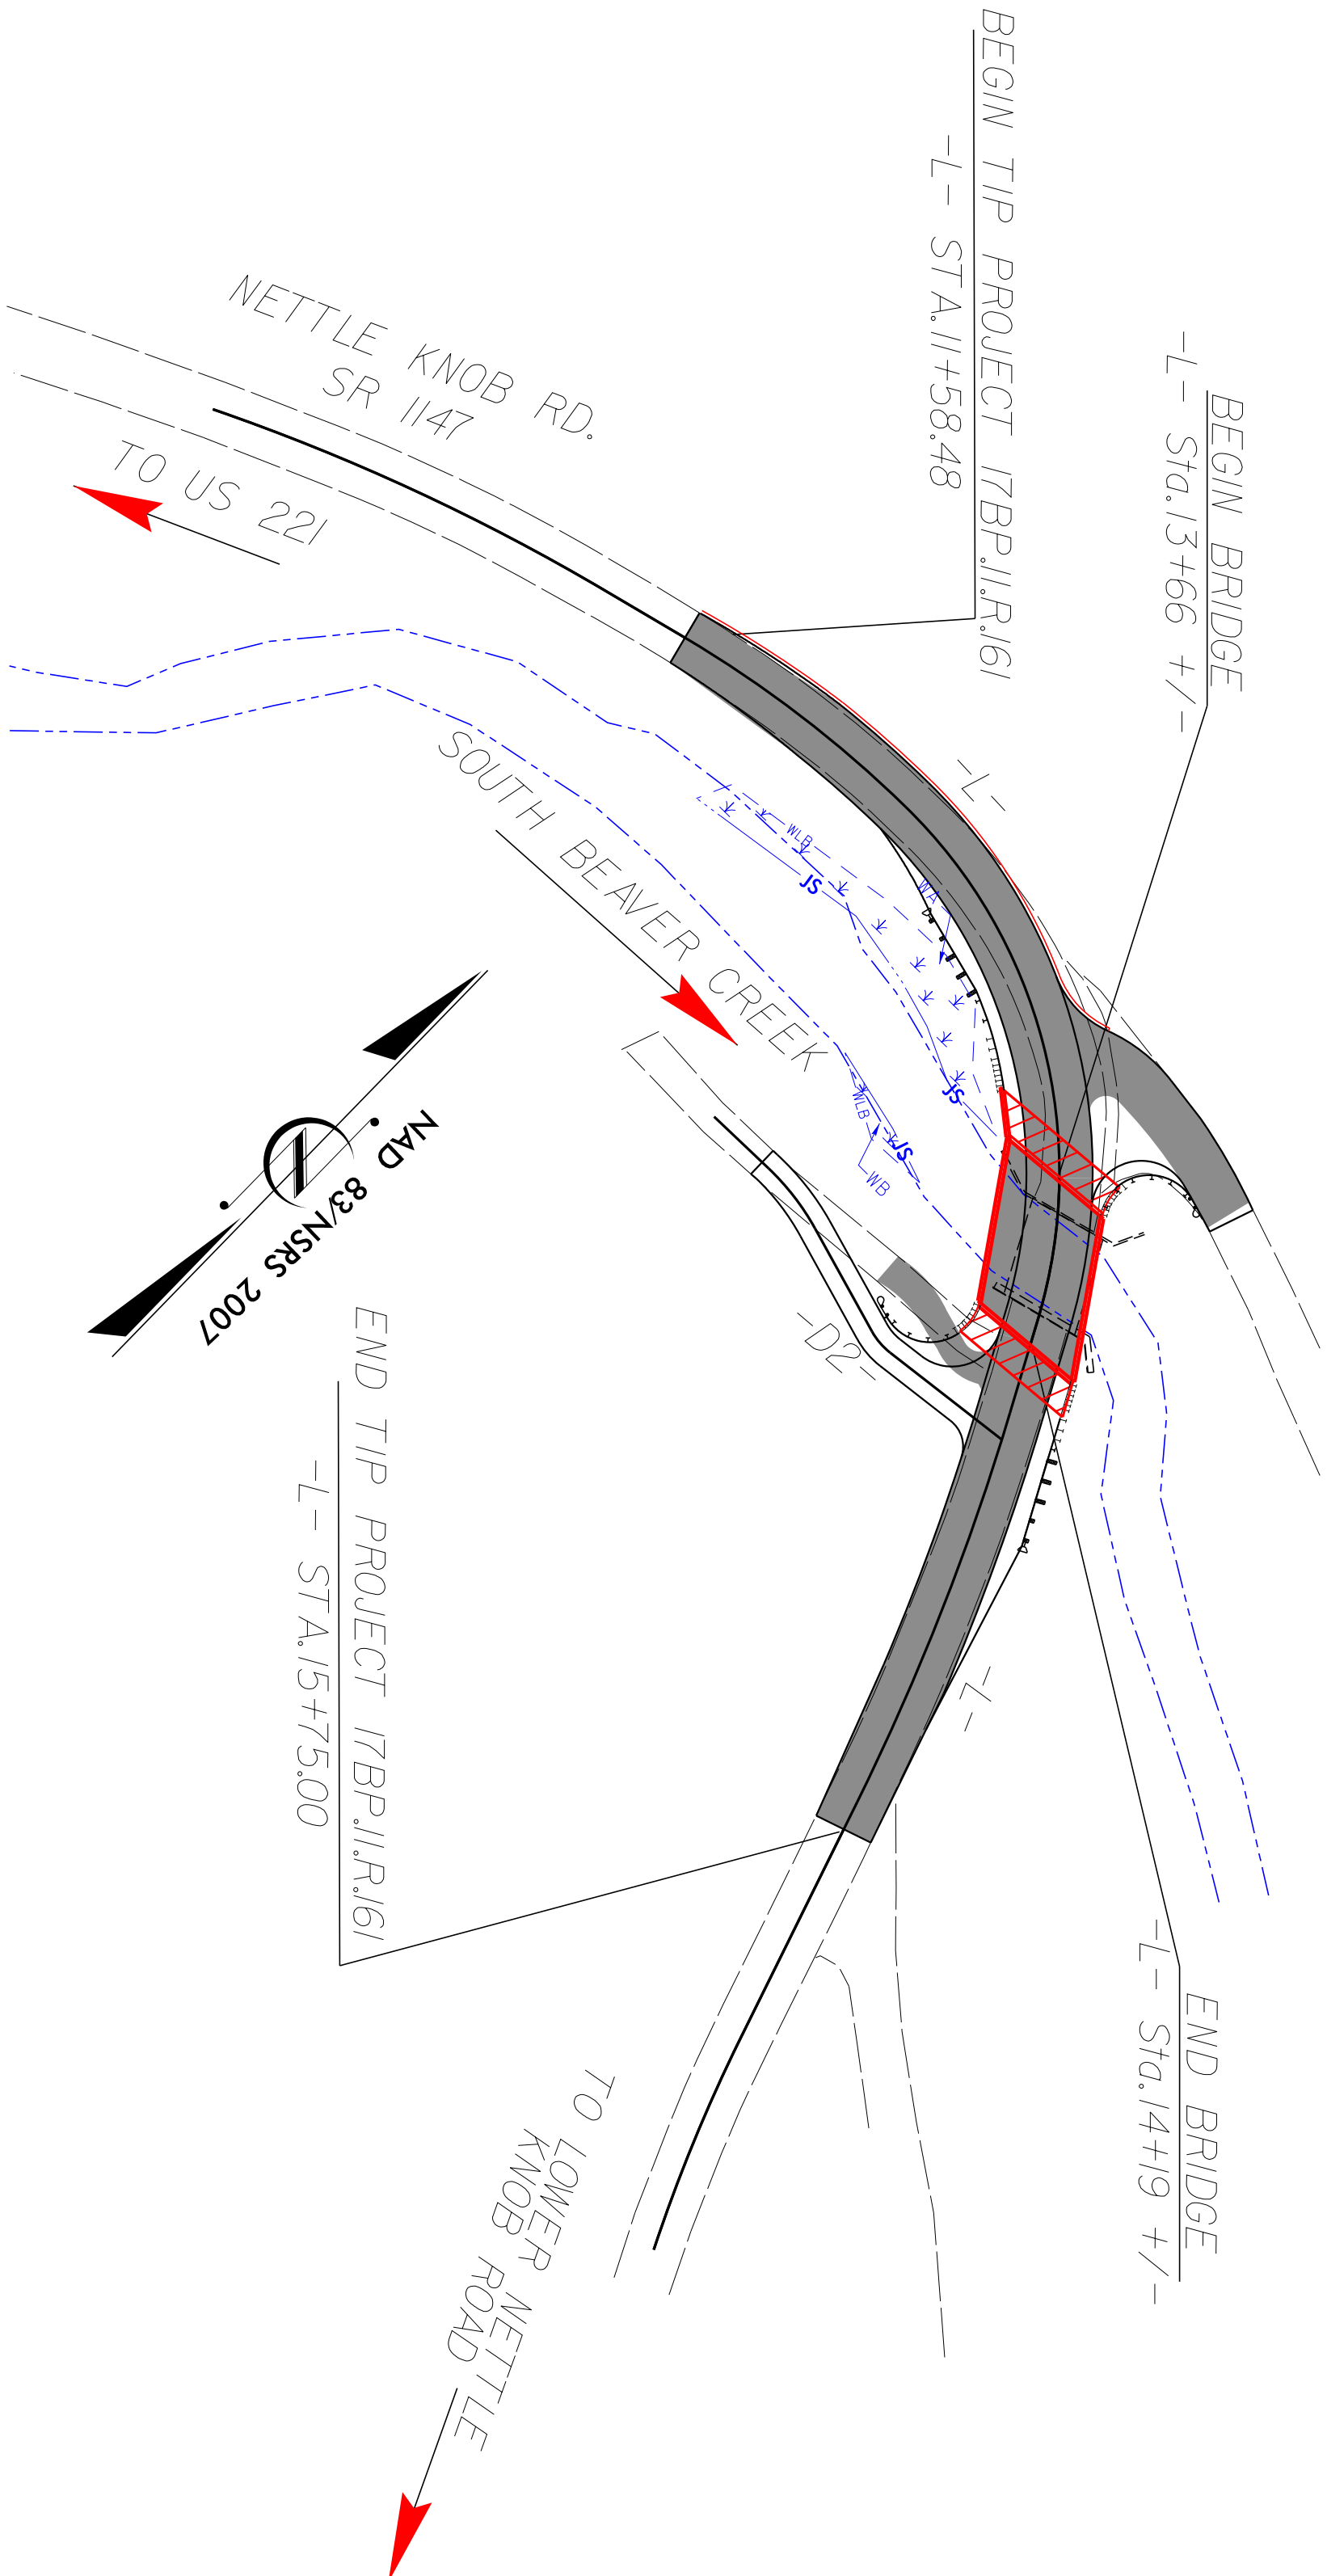 BEGIN TIP PROJECT 17BP.11.R.161
-L- STA.11+58.48
BEGIN BRIDGE
-L- Sta.13+66 +/-
NETTLE KNOB RD.
SR 1147
TO US 221
-L-
SOUTH BEAVER CREEK
WLB
JS
WA
JS
WLB
JS
WB
NAD 83/NSRS 2007
-D2-
END TIP PROJECT 17BP.11.R.161
-L- STA.15+75.00
-L-
END BRIDGE
-L- Sta.14+19 +/-
TO LOWER NETTLE
KNOB ROAD